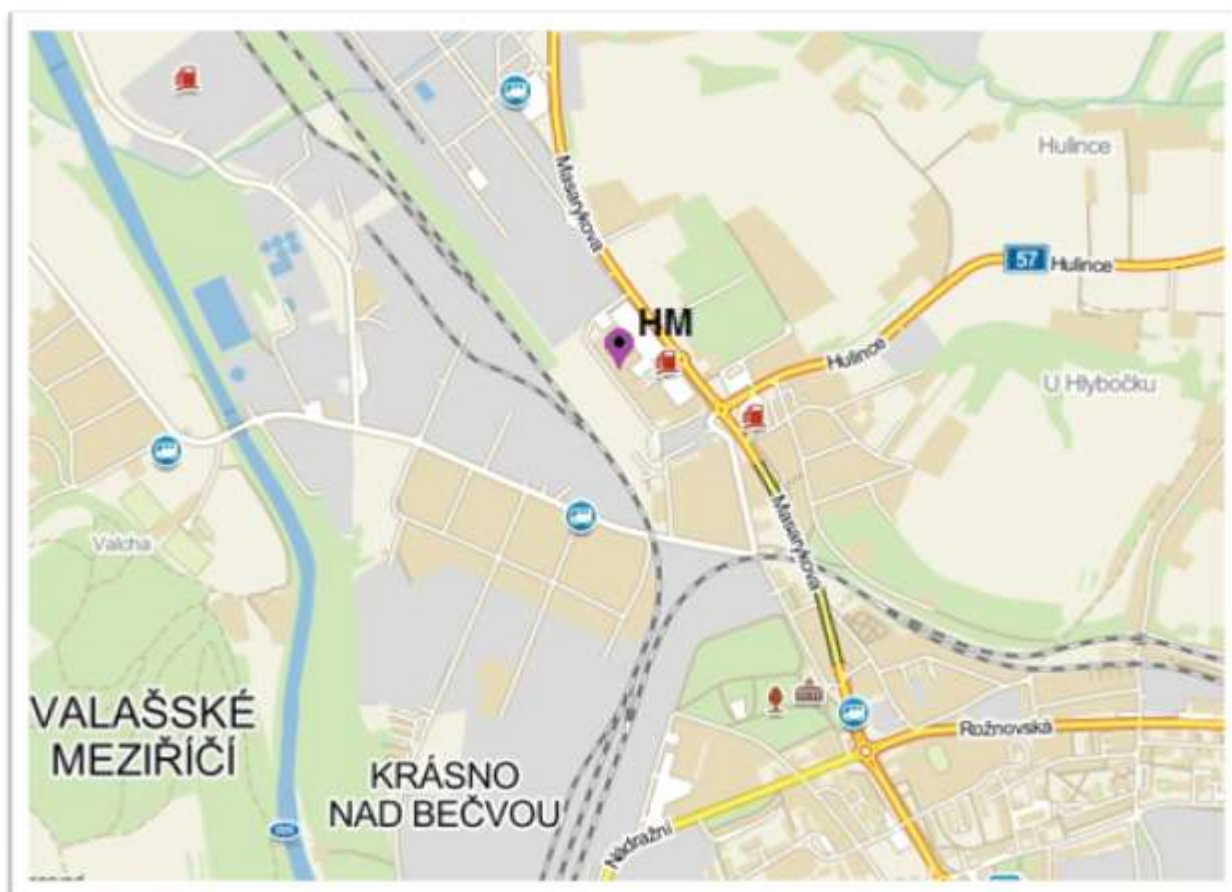 Masarykova
Hulince
57
Hulince
HM
Hulince
U Hlybočku
Masarykova
Valcha
VALAŠSKÉ
MEZIŘÍČÍ
KRÁSNO
NAD BEČVOU
Rožnovská
Nádražní